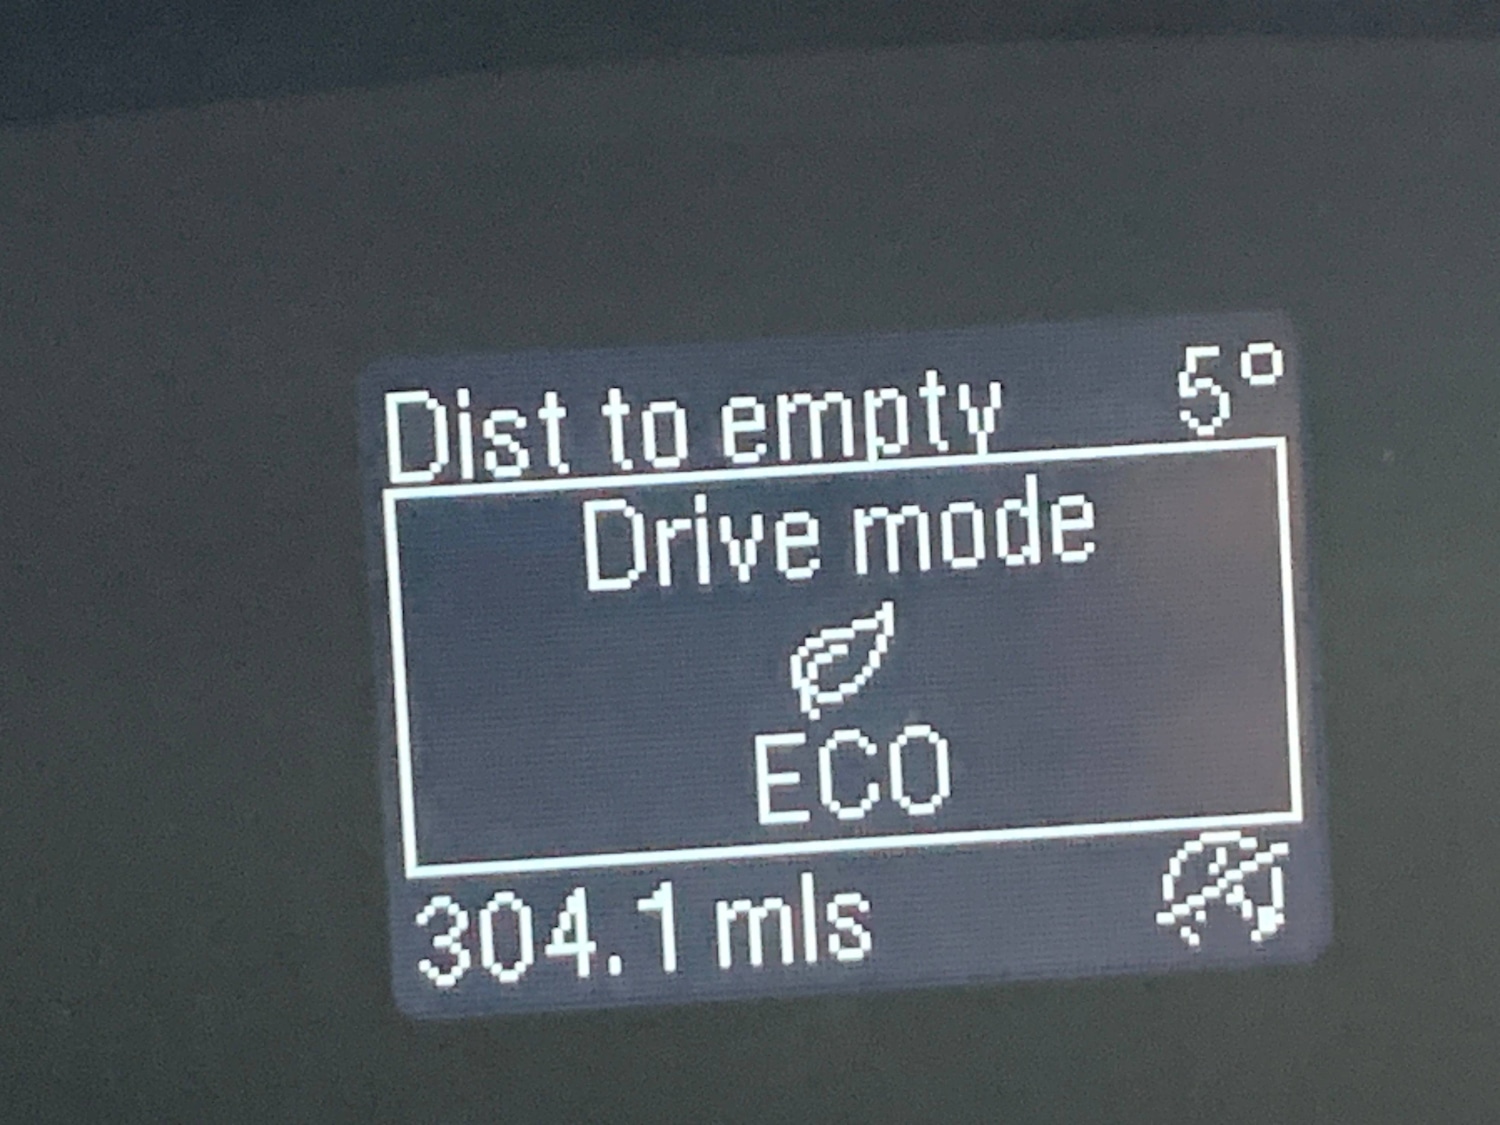 Dist to empty 5°
Drive mode
ECO
304.1 mls